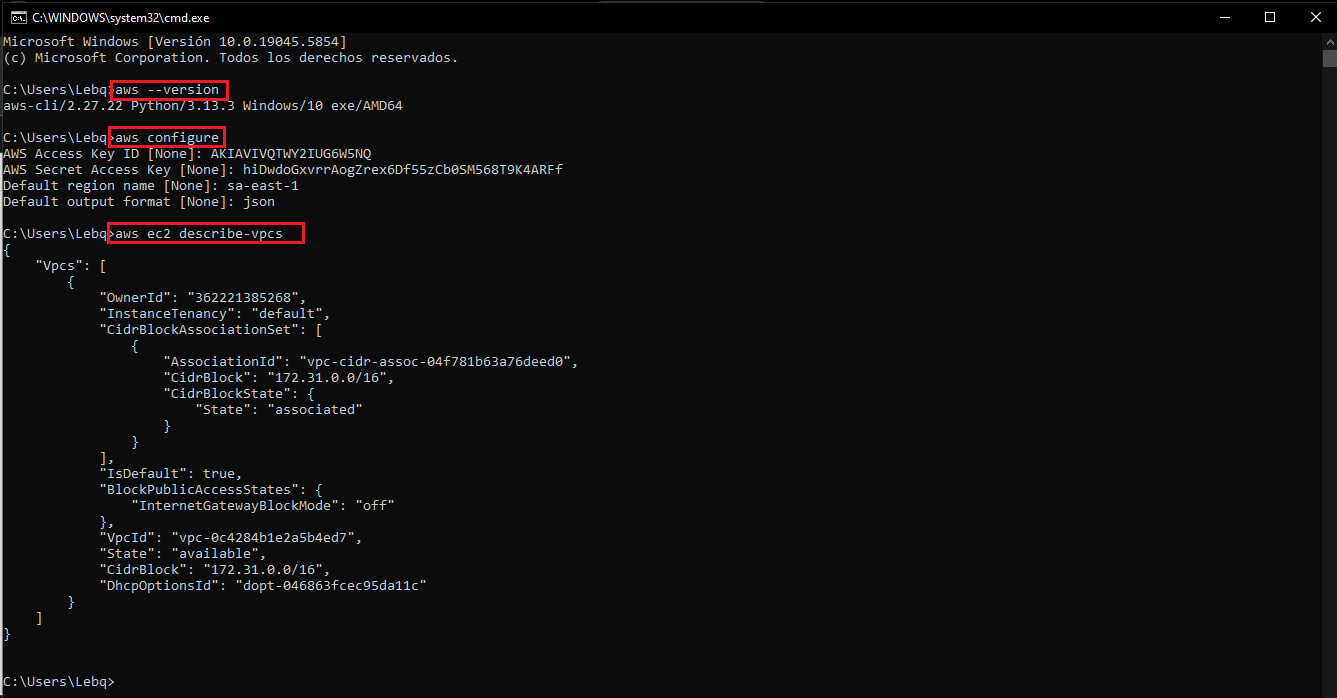 C:\WINDOWS\system32\cmd.exe
Microsoft Windows [Versión 10.0.19045.5854]
(c) Microsoft Corporation. Todos los derechos reservados.
C:\Users\Lebq>aws --version
aws-cli/2.27.22 Python/3.13.3 Windows/10 exe/AMD64
C:\Users\Lebq>aws configure
AWS Access Key ID [None]: AKIAVIVQTWY2IUG6W5NQ
AWS Secret Access Key [None]: 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
Default region name [None]: sa-east-1
Default output format [None]: json
C:\Users\Lebq>aws ec2 describe-vpcs
{
    "Vpcs": [
        {
            "OwnerId": "362221385268",
            "InstanceTenancy": "default",
            "CidrBlockAssociationSet": [
                {
                    "AssociationId": "vpc-cidr-assoc-04f781b63a76deed0",
                    "CidrBlock": "172.31.0.0/16",
                    "CidrBlockState": {
                        "State": "associated"
                    }
                }
            ],
            "IsDefault": true,
            "BlockPublicAccessStates": {
                "InternetGatewayBlockMode": "off"
            },
            "VpcId": "vpc-0c4284b1e2a5b4ed7",
            "State": "available",
            "CidrBlock": "172.31.0.0/16",
            "DhcpOptionsId": "dopt-046863fcec95da11c"
        }
    ]
}
C:\Users\Lebq>